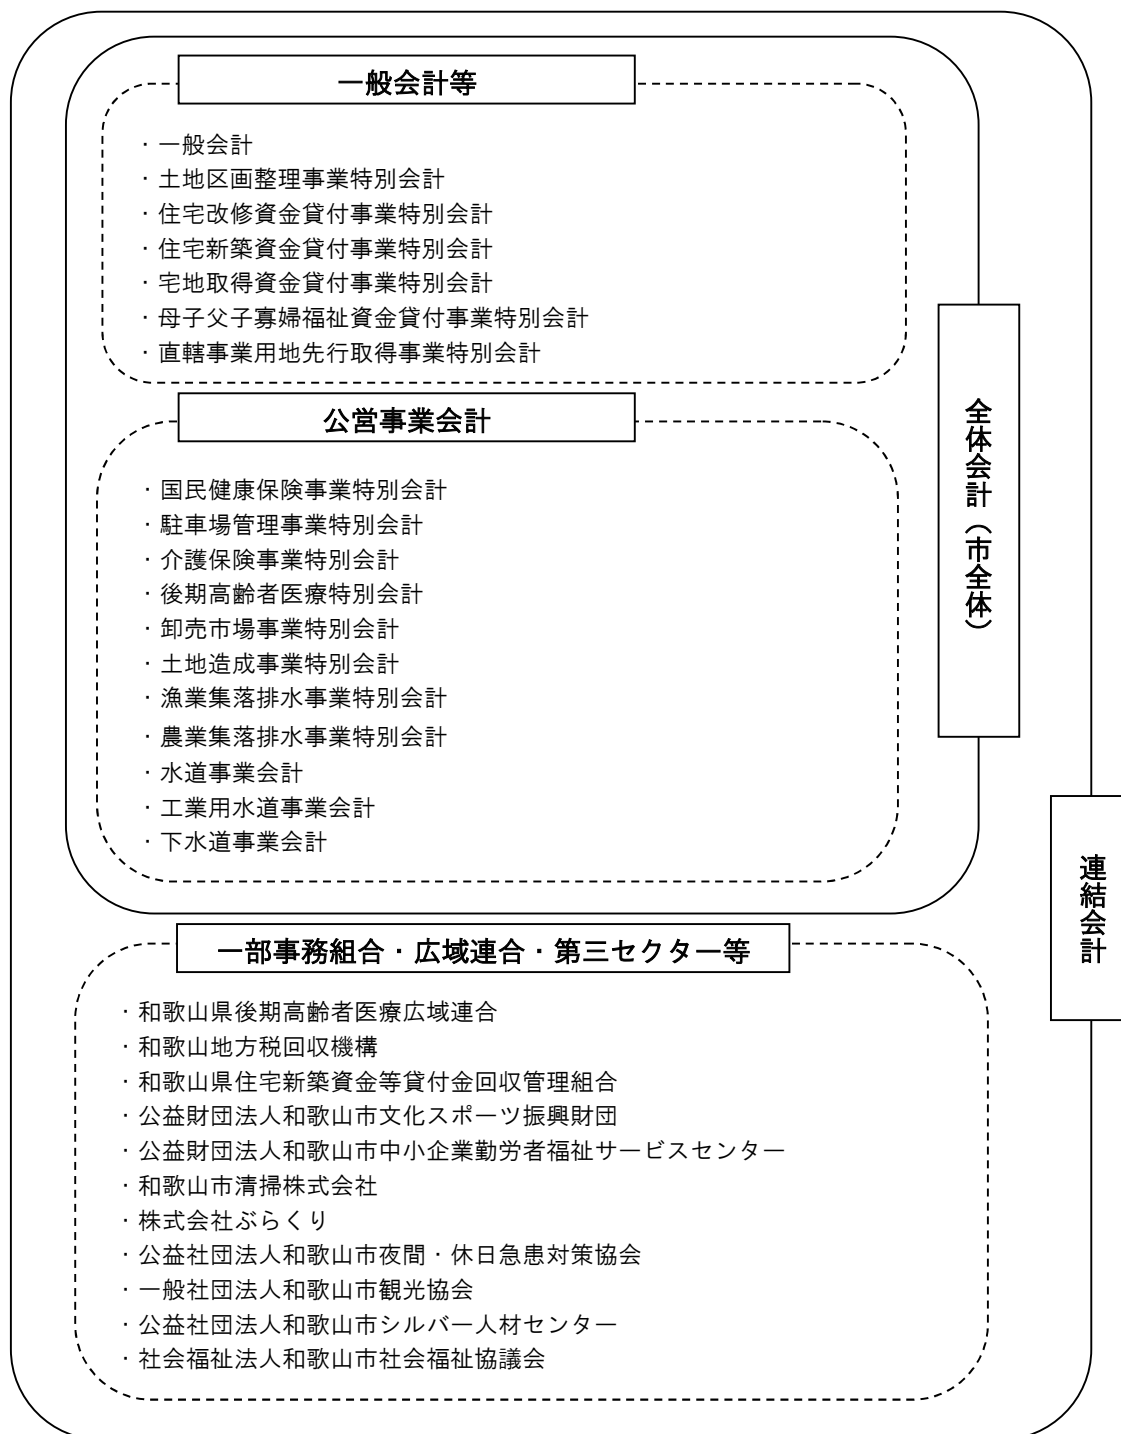 一般会計等
・一般会計
・土地区画整理事業特別会計
・住宅改修資金貸付事業特別会計
・住宅新築資金貸付事業特別会計
・宅地取得資金貸付事業特別会計
・母子父子寡婦福祉資金貸付事業特別会計
・直轄事業用地先行取得事業特別会計
公営事業会計
・国民健康保険事業特別会計
・駐車場管理事業特別会計
・介護保険事業特別会計
・後期高齢者医療特別会計
・卸売市場事業特別会計
・土地造成事業特別会計
・漁業集落排水事業特別会計
・農業集落排水事業特別会計
・水道事業会計
・工業用水道事業会計
・下水道事業会計
全体会計（市全体）
一部事務組合・広域連合・第三セクター等
・和歌山県後期高齢者医療広域連合
・和歌山地方税回収機構
・和歌山県住宅新築資金等貸付金回収管理組合
・公益財団法人和歌山市文化スポーツ振興財団
・公益財団法人和歌山市中小企業勤労者福祉サービスセンター
・和歌山市清掃株式会社
・株式会社ぶらくり
・公益社団法人和歌山市夜間・休日急患対策協会
・一般社団法人和歌山市観光協会
・公益社団法人和歌山市シルバー人材センター
・社会福祉法人和歌山市社会福祉協議会
連結会計